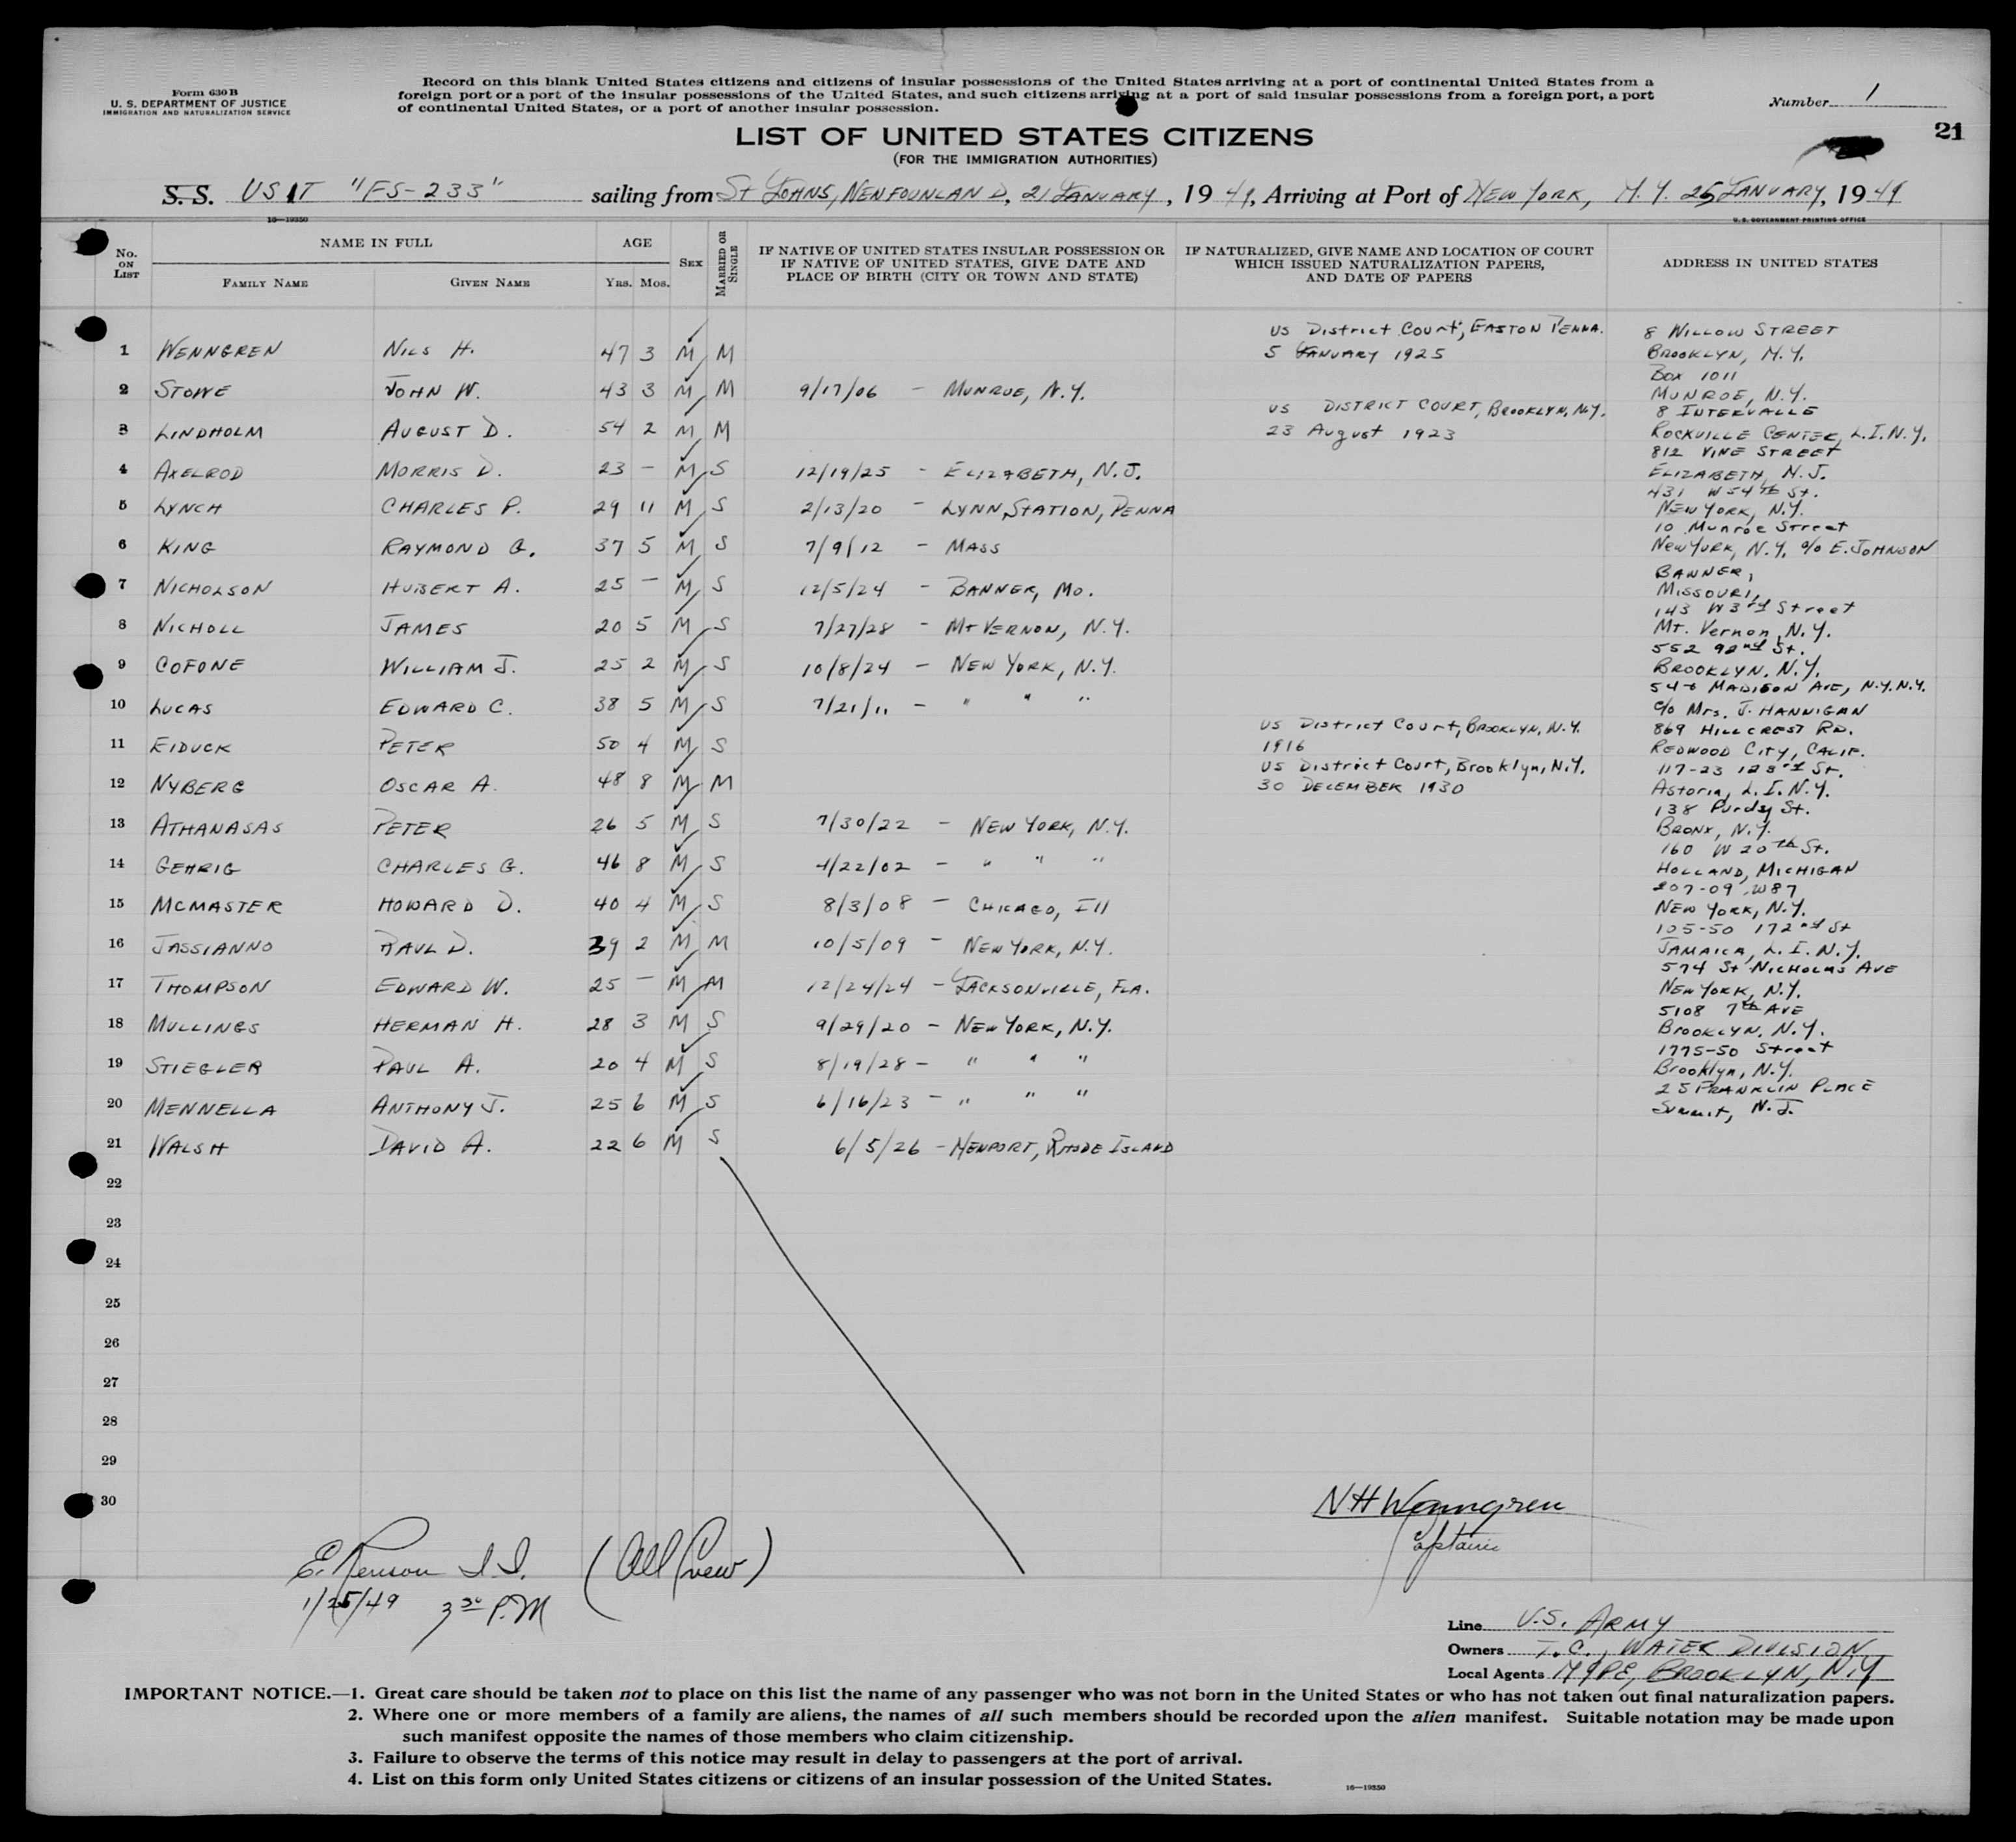 Form 630 B
U. S. DEPARTMENT OF JUSTICE
IMMIGRATION AND NATURALIZATION SERVICE
Record on this blank United States citizens and citizens of insular possessions of the United States arriving at a port of continental United States from a
foreign port or a port of the insular possessions of the United States, and such citizens arriving at a port of said insular possessions from a foreign port, a port
of continental United States, or a port of another insular possession.
Number 1
21
LIST OF UNITED STATES CITIZENS
(FOR THE IMMIGRATION AUTHORITIES)
S. S. USAT "FS-233" sailing from St Johns, Newfounland, 21 January, 1949, Arriving at Port of New York, N.Y. 25 January, 1949
16—19350
U. S. GOVERNMENT PRINTING OFFICE
No. ON LIST
NAME IN FULL
FAMILY NAME
GIVEN NAME
AGE
YRS. MOS.
SEX
MARRIED OR SINGLE
IF NATIVE OF UNITED STATES INSULAR POSSESSION OR
IF NATIVE OF UNITED STATES, GIVE DATE AND
PLACE OF BIRTH (CITY OR TOWN AND STATE)
IF NATURALIZED, GIVE NAME AND LOCATION OF COURT
WHICH ISSUED NATURALIZATION PAPERS,
AND DATE OF PAPERS
ADDRESS IN UNITED STATES
US District Court, EASTON PENNA. 8 WILLOW STREET
1 WENNGREN NILS H. 47 3 M M 5 JANUARY 1925 BROOKLYN, N.Y.
BOX 1011
2 STOWE JOHN W. 43 3 M M 9/17/06 - MUNROE, N.Y. MUNROE, N.Y.
US DISTRICT COURT, BROOKLYN, N.Y. 8 INTERVALLE
3 LINDHOLM AUGUST D. 54 2 M M 23 August 1923 ROCKVILLE CENTER, L.I.N.Y.
812 VINE STREET
4 AXELROD MORRIS D. 23 - M S 12/19/25 - ELIZABETH, N.J. ELIZABETH, N.J.
431 W 54th St.
5 LYNCH CHARLES P. 29 11 M S 2/13/20 - LYNN STATION, PENNA NEW YORK, N.Y.
10 Munroe Street
6 KING RAYMOND G. 37 5 M S 7/9/12 - MASS New York, N.Y. c/o E. JOHNSON
BANNER,
7 NICHOLSON HUBERT A. 25 - M S 12/5/24 - BANNER, MO. MISSOURI,
143 W 3rd Street
8 NICHOLL JAMES 20 5 M S 7/27/28 - MT VERNON, N.Y. MT. Vernon, N.Y.
552 92nd St.
9 COFONE WILLIAM J. 25 2 M S 10/8/24 - NEW YORK, N.Y. BROOKLYN, N.Y.
MADISON AVE, N.Y.N.Y.
10 LUCAS EDWARD C. 38 5 M S 7/21/11 - " " " c/o Mrs. J. HANNIGAN
US District Court, BROOKLYN, N.Y. 869 HILLCREST RD.
11 EIDUCK PETER 50 4 M S 1916 REDWOOD CITY, CALIF.
US District Court, Brooklyn, N.Y. 117-23 123rd St.
12 NYBERG OSCAR A. 48 8 M M 30 DECEMBER 1930 Astoria, L.I.N.Y.
138 Purdy St.
13 ATHANASAS PETER 26 5 M S 7/30/22 - NEW YORK, N.Y. BRONX, N.Y.
160 W 20th St.
14 GEHRIG CHARLES G. 46 8 M S 4/22/02 - " " " HOLLAND, MICHIGAN
207-09 W 87
15 MCMASTER HOWARD D. 40 4 M S 8/3/08 - CHICAGO, Ill NEW YORK, N.Y.
105-50 172nd St
16 JASSIANNO PAUL D. 39 2 M M 10/5/09 - NEW YORK, N.Y. JAMAICA, L.I.N.Y.
574 St NICHOLAS AVE
17 THOMPSON EDWARD W. 25 - M M 12/24/24 - JACKSONVILLE, FLA. NEW YORK, N.Y.
5108 7th AVE
18 MULLINGS HERMAN H. 28 3 M S 9/29/20 - NEW YORK, N.Y. BROOKLYN, N.Y.
1775-50 Street
19 STIEGLER PAUL A. 20 4 M S 8/19/28 - " " " Brooklyn, N.Y.
25 FRANKLIN PLACE
20 MENNELLA ANTHONY J. 25 6 M S 6/16/23 - " " " Summit, N.J.
21 WALSH DAVID A. 22 6 M S 6/5/26 - NEWPORT, RHODE ISLAND
22
23
24
25
26
27
28
29
30
NH Wenngren
Captain
E. Renson I.I. (All Crew)
1/25/49 3 30 P.M
Line U.S. ARMY
Owners T.C., WATER DIVISION
Local Agents NYPE, BROOKLYN, N.Y
IMPORTANT NOTICE.—1. Great care should be taken not to place on this list the name of any passenger who was not born in the United States or who has not taken out final naturalization papers.
2. Where one or more members of a family are aliens, the names of all such members should be recorded upon the alien manifest. Suitable notation may be made upon
such manifest opposite the names of those members who claim citizenship.
3. Failure to observe the terms of this notice may result in delay to passengers at the port of arrival.
4. List on this form only United States citizens or citizens of an insular possession of the United States.
16—19350